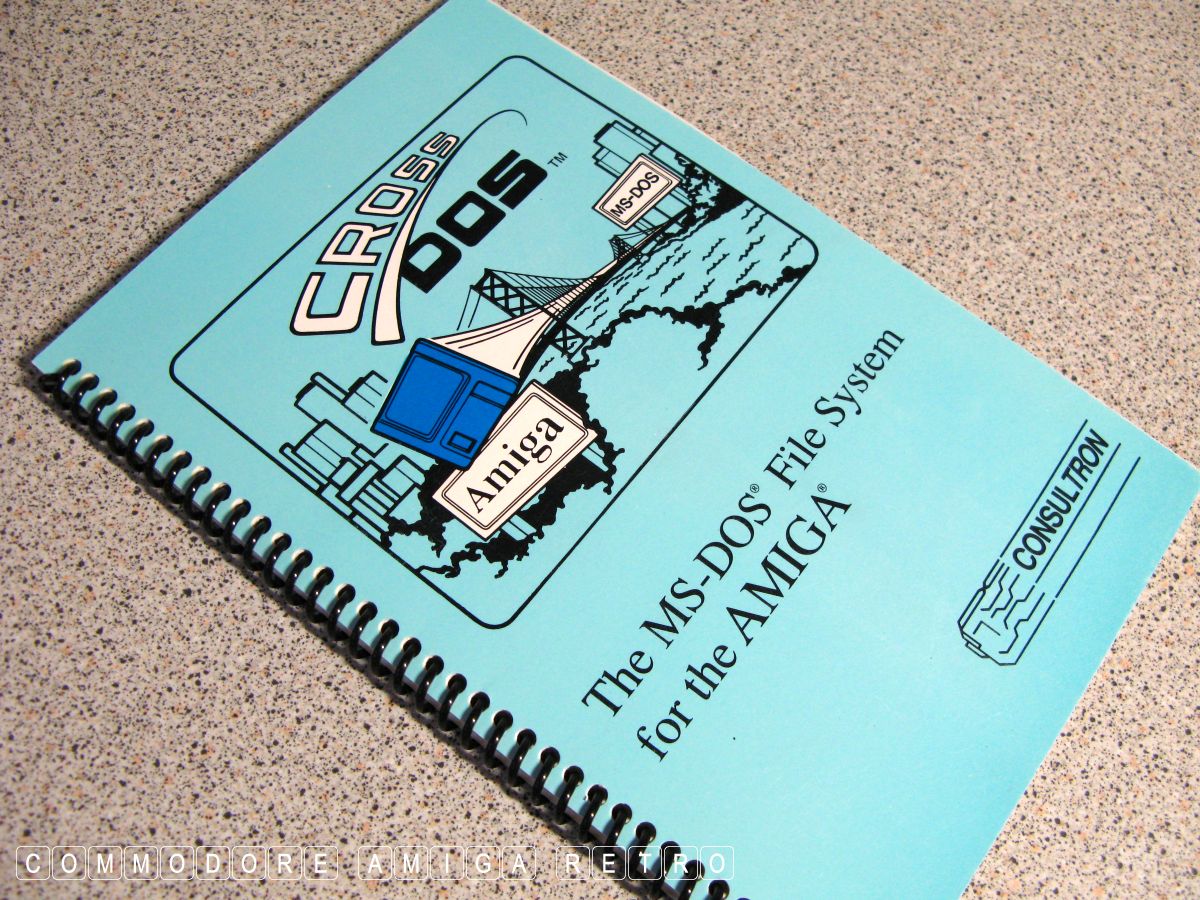 CROSS
DOS™
MS-DOS
Amiga
The MS-DOS® File System
for the AMIGA®
CONSULTRON
COMMODORE AMIGA RETRO